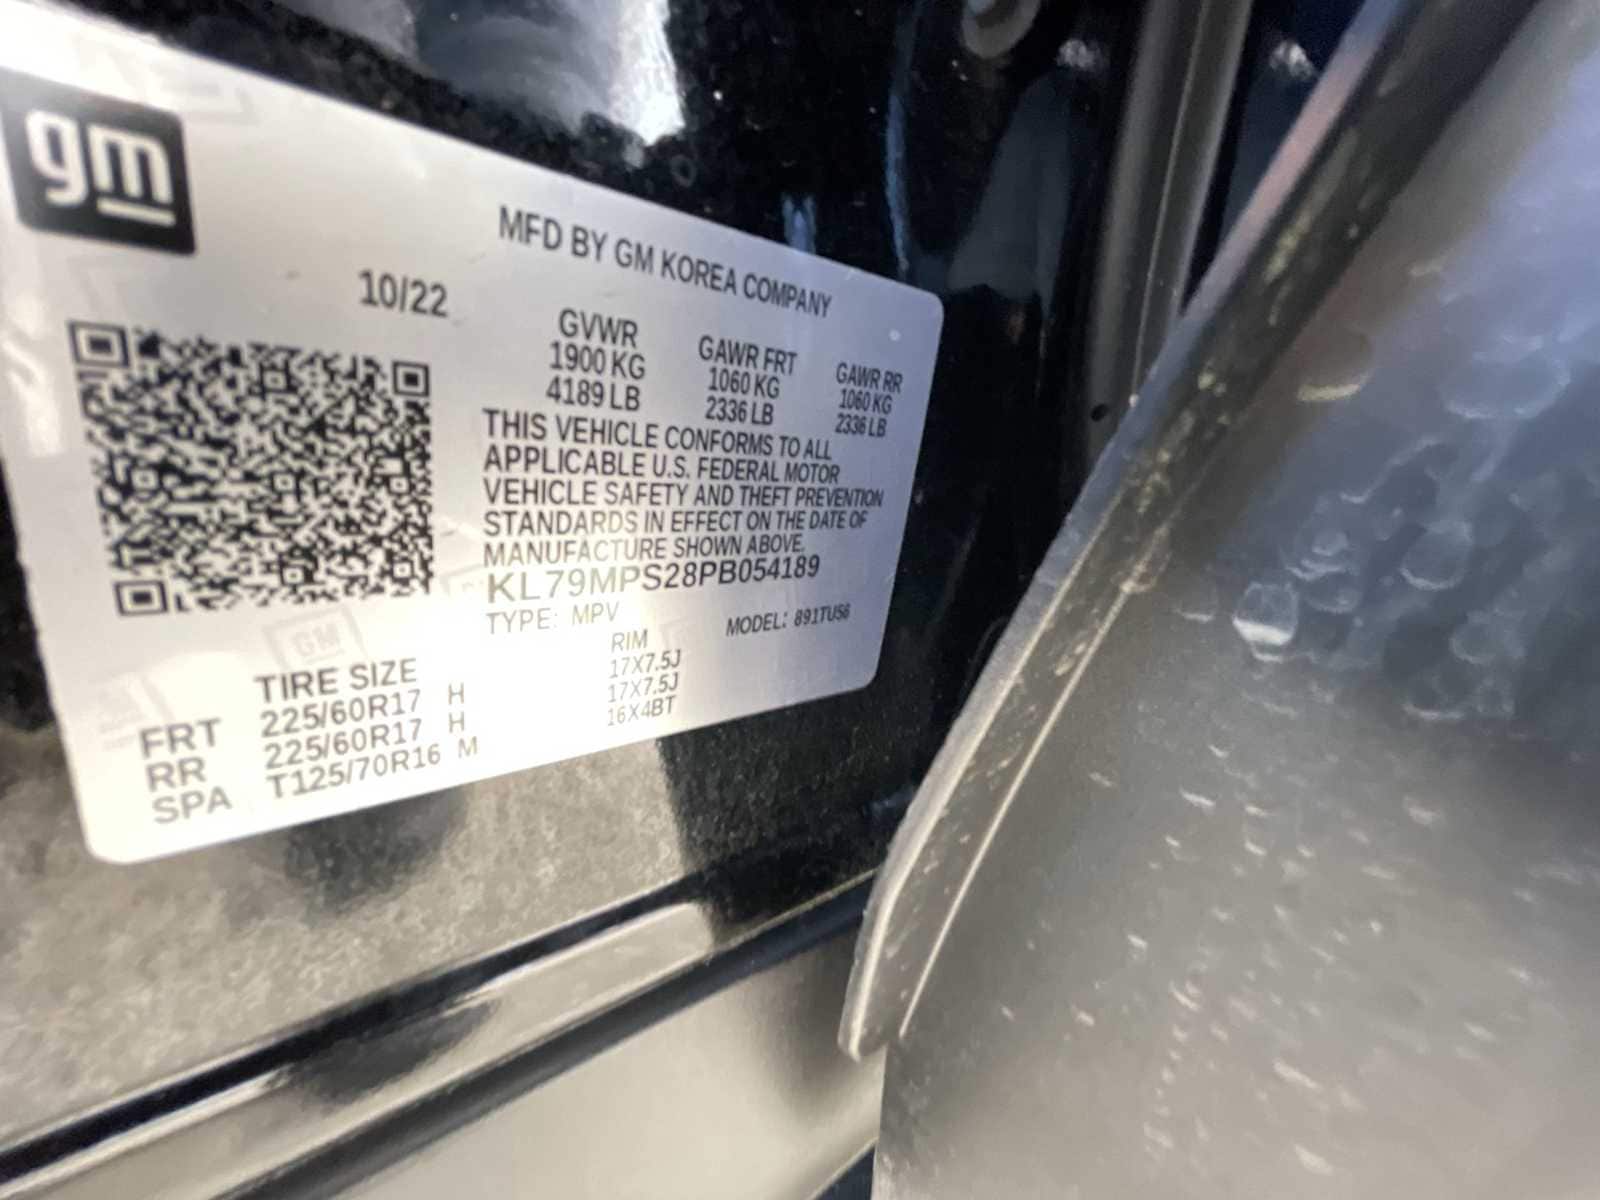 gm
MFD BY GM KOREA COMPANY
10/22
GVWR GAWR FRT GAWR RR
1900 KG 1060 KG 1060 KG
4189 LB 2336 LB 2336 LB
THIS VEHICLE CONFORMS TO ALL
APPLICABLE U.S. FEDERAL MOTOR
VEHICLE SAFETY AND THEFT PREVENTION
STANDARDS IN EFFECT ON THE DATE OF
MANUFACTURE SHOWN ABOVE.
KL79MPS28PB054189
TYPE: MPV MODEL: 891TUS6
GM
TIRE SIZE RIM
FRT 225/60R17 H 17X7.5J
RR 225/60R17 H 17X7.5J
SPA T125/70R16 M 16X4BT